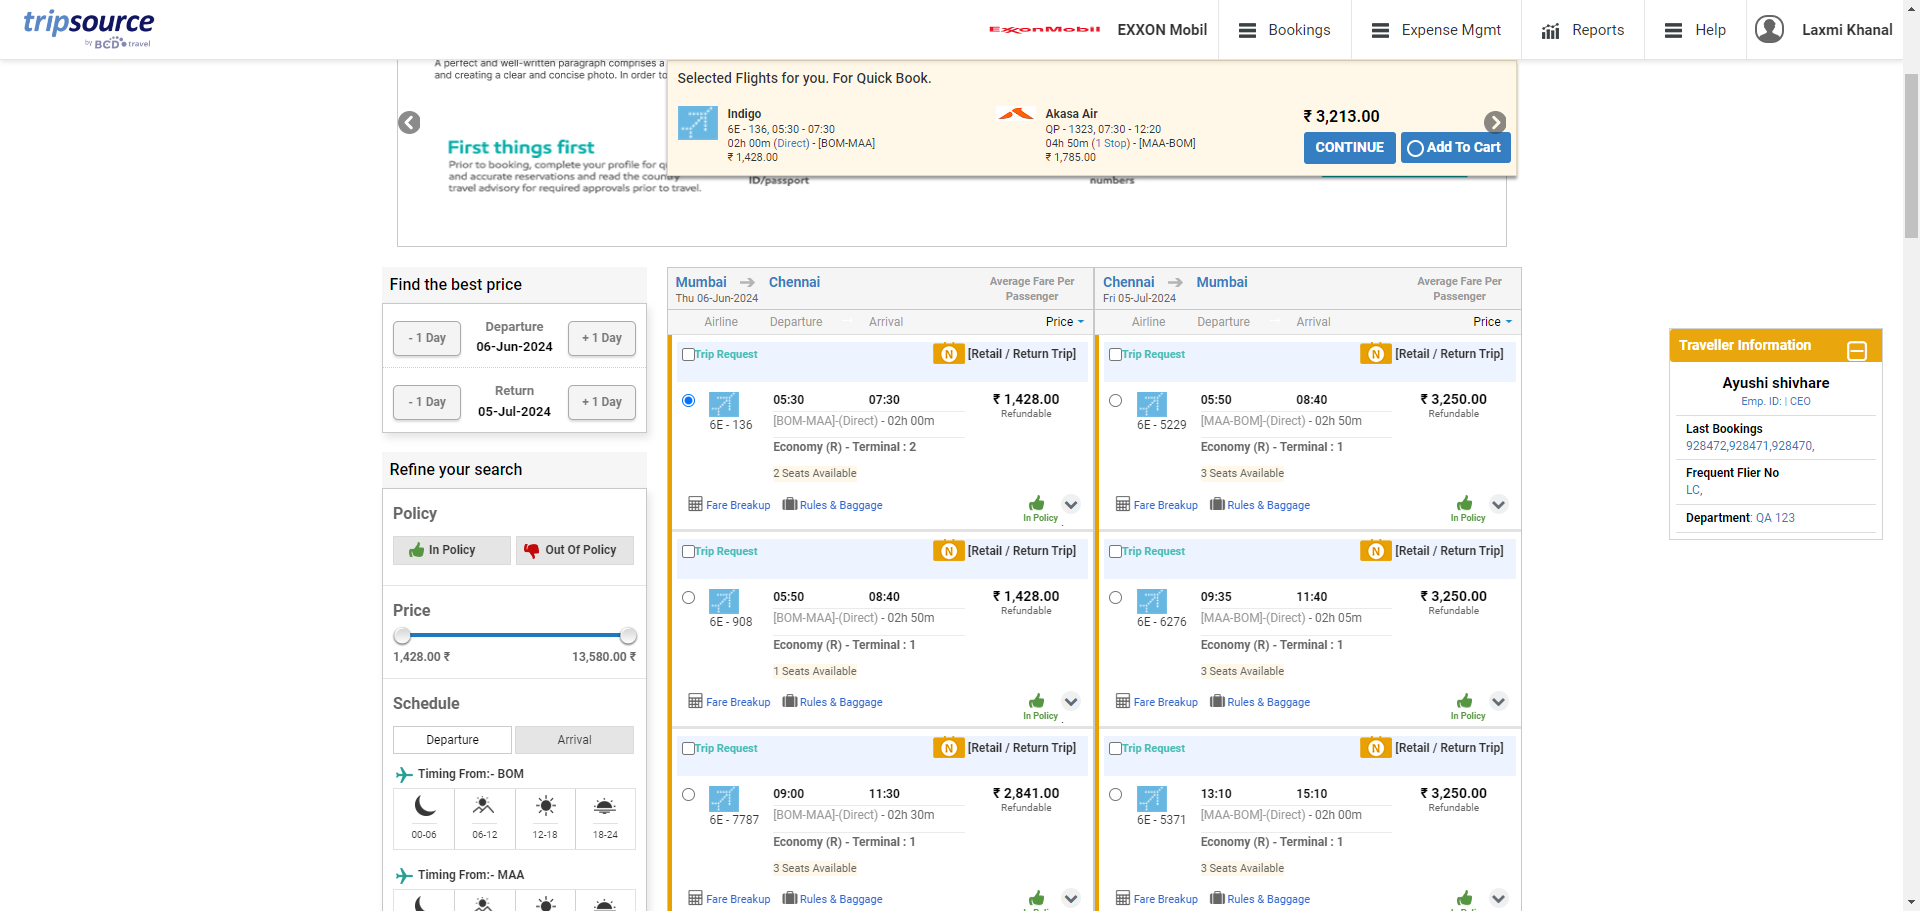 tripsource
by BCD travel
ExxonMobil
EXXON Mobil
Bookings
Expense Mgmt
Reports
Help
Laxmi Khanal
A perfect and well-written paragraph comprises a
and creating a clear and concise photo. In order to
First things first
Prior to booking, complete your profile for q
and accurate reservations and read the country
travel advisory for required approvals prior to travel.
ID/passport
numbers
Selected Flights for you. For Quick Book.
Indigo
6E - 136, 05:30 - 07:30
02h 00m (Direct) - [BOM-MAA]
₹ 1,428.00
Akasa Air
QP - 1323, 07:30 - 12:20
04h 50m (1 Stop) - [MAA-BOM]
₹ 1,785.00
₹ 3,213.00
CONTINUE
Add To Cart
Find the best price
- 1 Day
Departure
06-Jun-2024
+ 1 Day
- 1 Day
Return
05-Jul-2024
+ 1 Day
Refine your search
Policy
In Policy
Out Of Policy
Price
1,428.00 ₹
13,580.00 ₹
Schedule
Departure
Arrival
Timing From:- BOM
00-06
06-12
12-18
18-24
Timing From:- MAA
Mumbai
Chennai
Thu 06-Jun-2024
Average Fare Per
Passenger
Airline
Departure
Arrival
Price
Trip Request
N
[Retail / Return Trip]
6E - 136
05:30
07:30
[BOM-MAA]-(Direct) - 02h 00m
Economy (R) - Terminal : 2
2 Seats Available
₹ 1,428.00
Refundable
Fare Breakup
Rules & Baggage
In Policy
Trip Request
N
[Retail / Return Trip]
6E - 908
05:50
08:40
[BOM-MAA]-(Direct) - 02h 50m
Economy (R) - Terminal : 1
1 Seats Available
₹ 1,428.00
Refundable
Fare Breakup
Rules & Baggage
In Policy
Trip Request
N
[Retail / Return Trip]
6E - 7787
09:00
11:30
[BOM-MAA]-(Direct) - 02h 30m
Economy (R) - Terminal : 1
3 Seats Available
₹ 2,841.00
Refundable
Fare Breakup
Rules & Baggage
Chennai
Mumbai
Fri 05-Jul-2024
Average Fare Per
Passenger
Airline
Departure
Arrival
Price
Trip Request
N
[Retail / Return Trip]
6E - 5229
05:50
08:40
[MAA-BOM]-(Direct) - 02h 50m
Economy (R) - Terminal : 1
3 Seats Available
₹ 3,250.00
Refundable
Fare Breakup
Rules & Baggage
In Policy
Trip Request
N
[Retail / Return Trip]
6E - 6276
09:35
11:40
[MAA-BOM]-(Direct) - 02h 05m
Economy (R) - Terminal : 1
3 Seats Available
₹ 3,250.00
Refundable
Fare Breakup
Rules & Baggage
In Policy
Trip Request
N
[Retail / Return Trip]
6E - 5371
13:10
15:10
[MAA-BOM]-(Direct) - 02h 00m
Economy (R) - Terminal : 1
3 Seats Available
₹ 3,250.00
Refundable
Fare Breakup
Rules & Baggage
Traveller Information
Ayushi shivhare
Emp. ID: | CEO
Last Bookings
928472,928471,928470,
Frequent Flier No
LC,
Department: QA 123